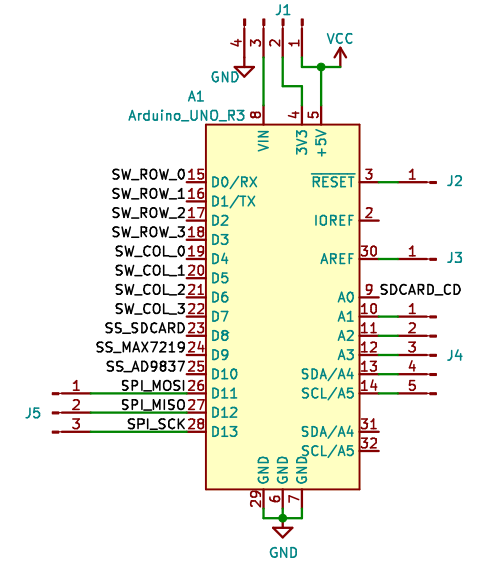 J1
4 3 2 1
VCC
GND
A1
Arduino_UNO_R3
8 4 5
VIN 3V3 +5V
SW_ROW_0 15 D0/RX RESET 3 1 J2
SW_ROW_1 16 D1/TX
SW_ROW_2 17 D2 IOREF 2
SW_ROW_3 18 D3
SW_COL_0 19 D4 AREF 30 1 J3
SW_COL_1 20 D5
SW_COL_2 21 D6 A0 9 SDCARD_CD
SW_COL_3 22 D7 A1 10 1
SS_SDCARD 23 D8 A2 11 2
SS_MAX7219 24 D9 A3 12 3 J4
SS_AD9837 25 D10 SDA/A4 13 4
1 SPI_MOSI 26 D11 SCL/A5 14 5
J5 2 SPI_MISO 27 D12
3 SPI_SCK 28 D13 SDA/A4 31
SCL/A5 32
GND GND GND
29 6 7
GND